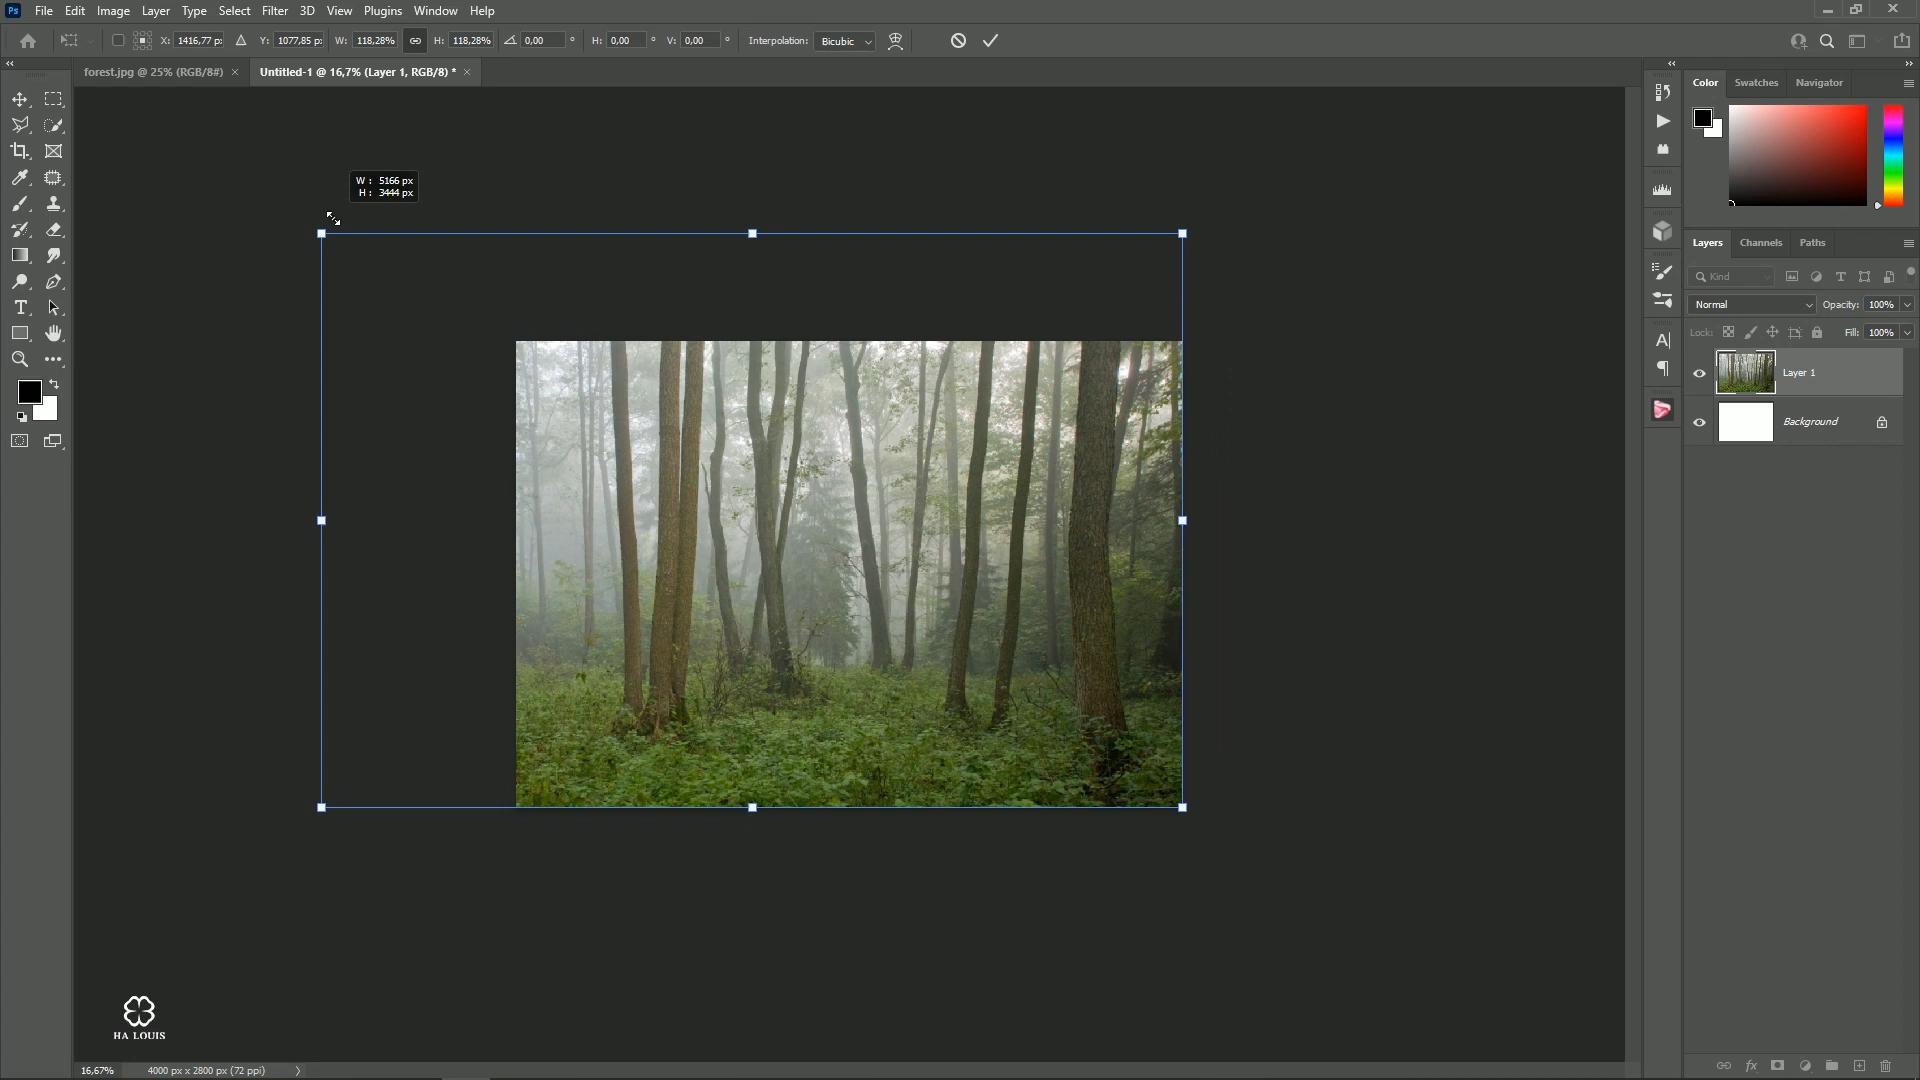 Ps File Edit Image Layer Type Select Filter 3D View Plugins Window Help
X: 1416,77 p: Y: 1077,85 p: W: 118,28% H: 118,28% 0,00 ° H: 0,00 ° V: 0,00 ° Interpolation: Bicubic
forest.jpg @ 25% (RGB/8#) × Untitled-1 @ 16,7% (Layer 1, RGB/8) * ×
Color Swatches Navigator
W : 5166 px
H : 3444 px
Layers Channels Paths
Kind
Normal Opacity: 100%
Lock: Fill: 100%
Layer 1
Background
HA LOUIS
16,67% 4000 px x 2800 px (72 ppi)